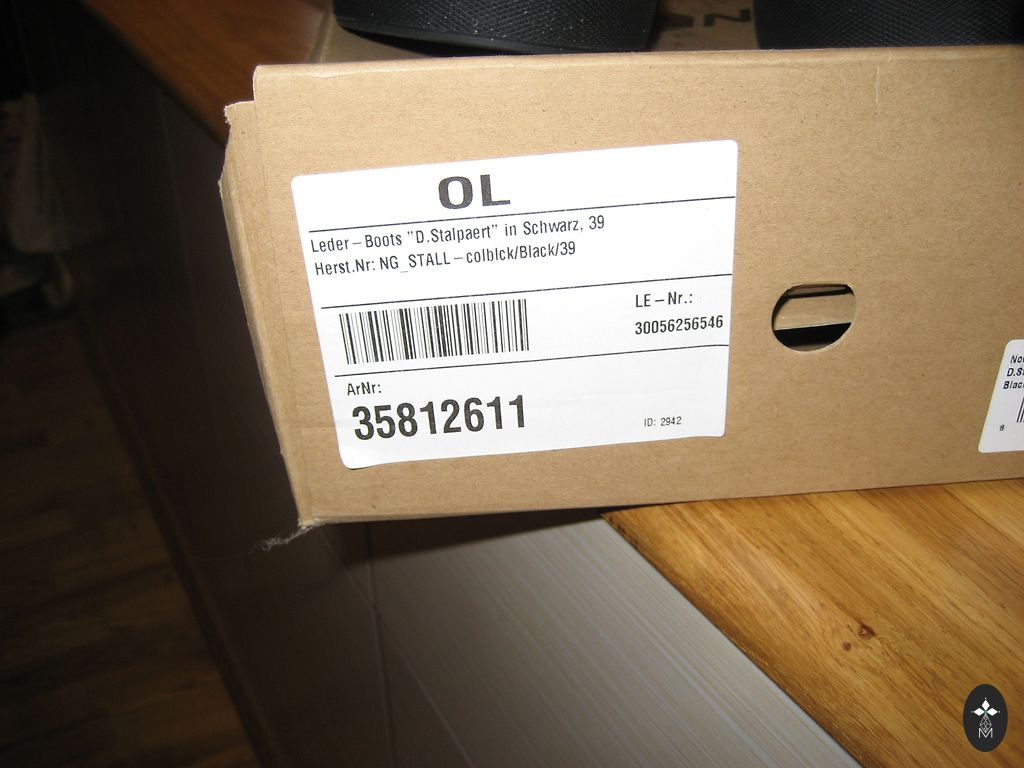 OL
Leder-Boots "D.Stalpaert" in Schwarz, 39
Herst.Nr: NG_STALL-colblck/Black/39
LE-Nr.:
30056256546
ArNr:
35812611
ID: 2942
8
M